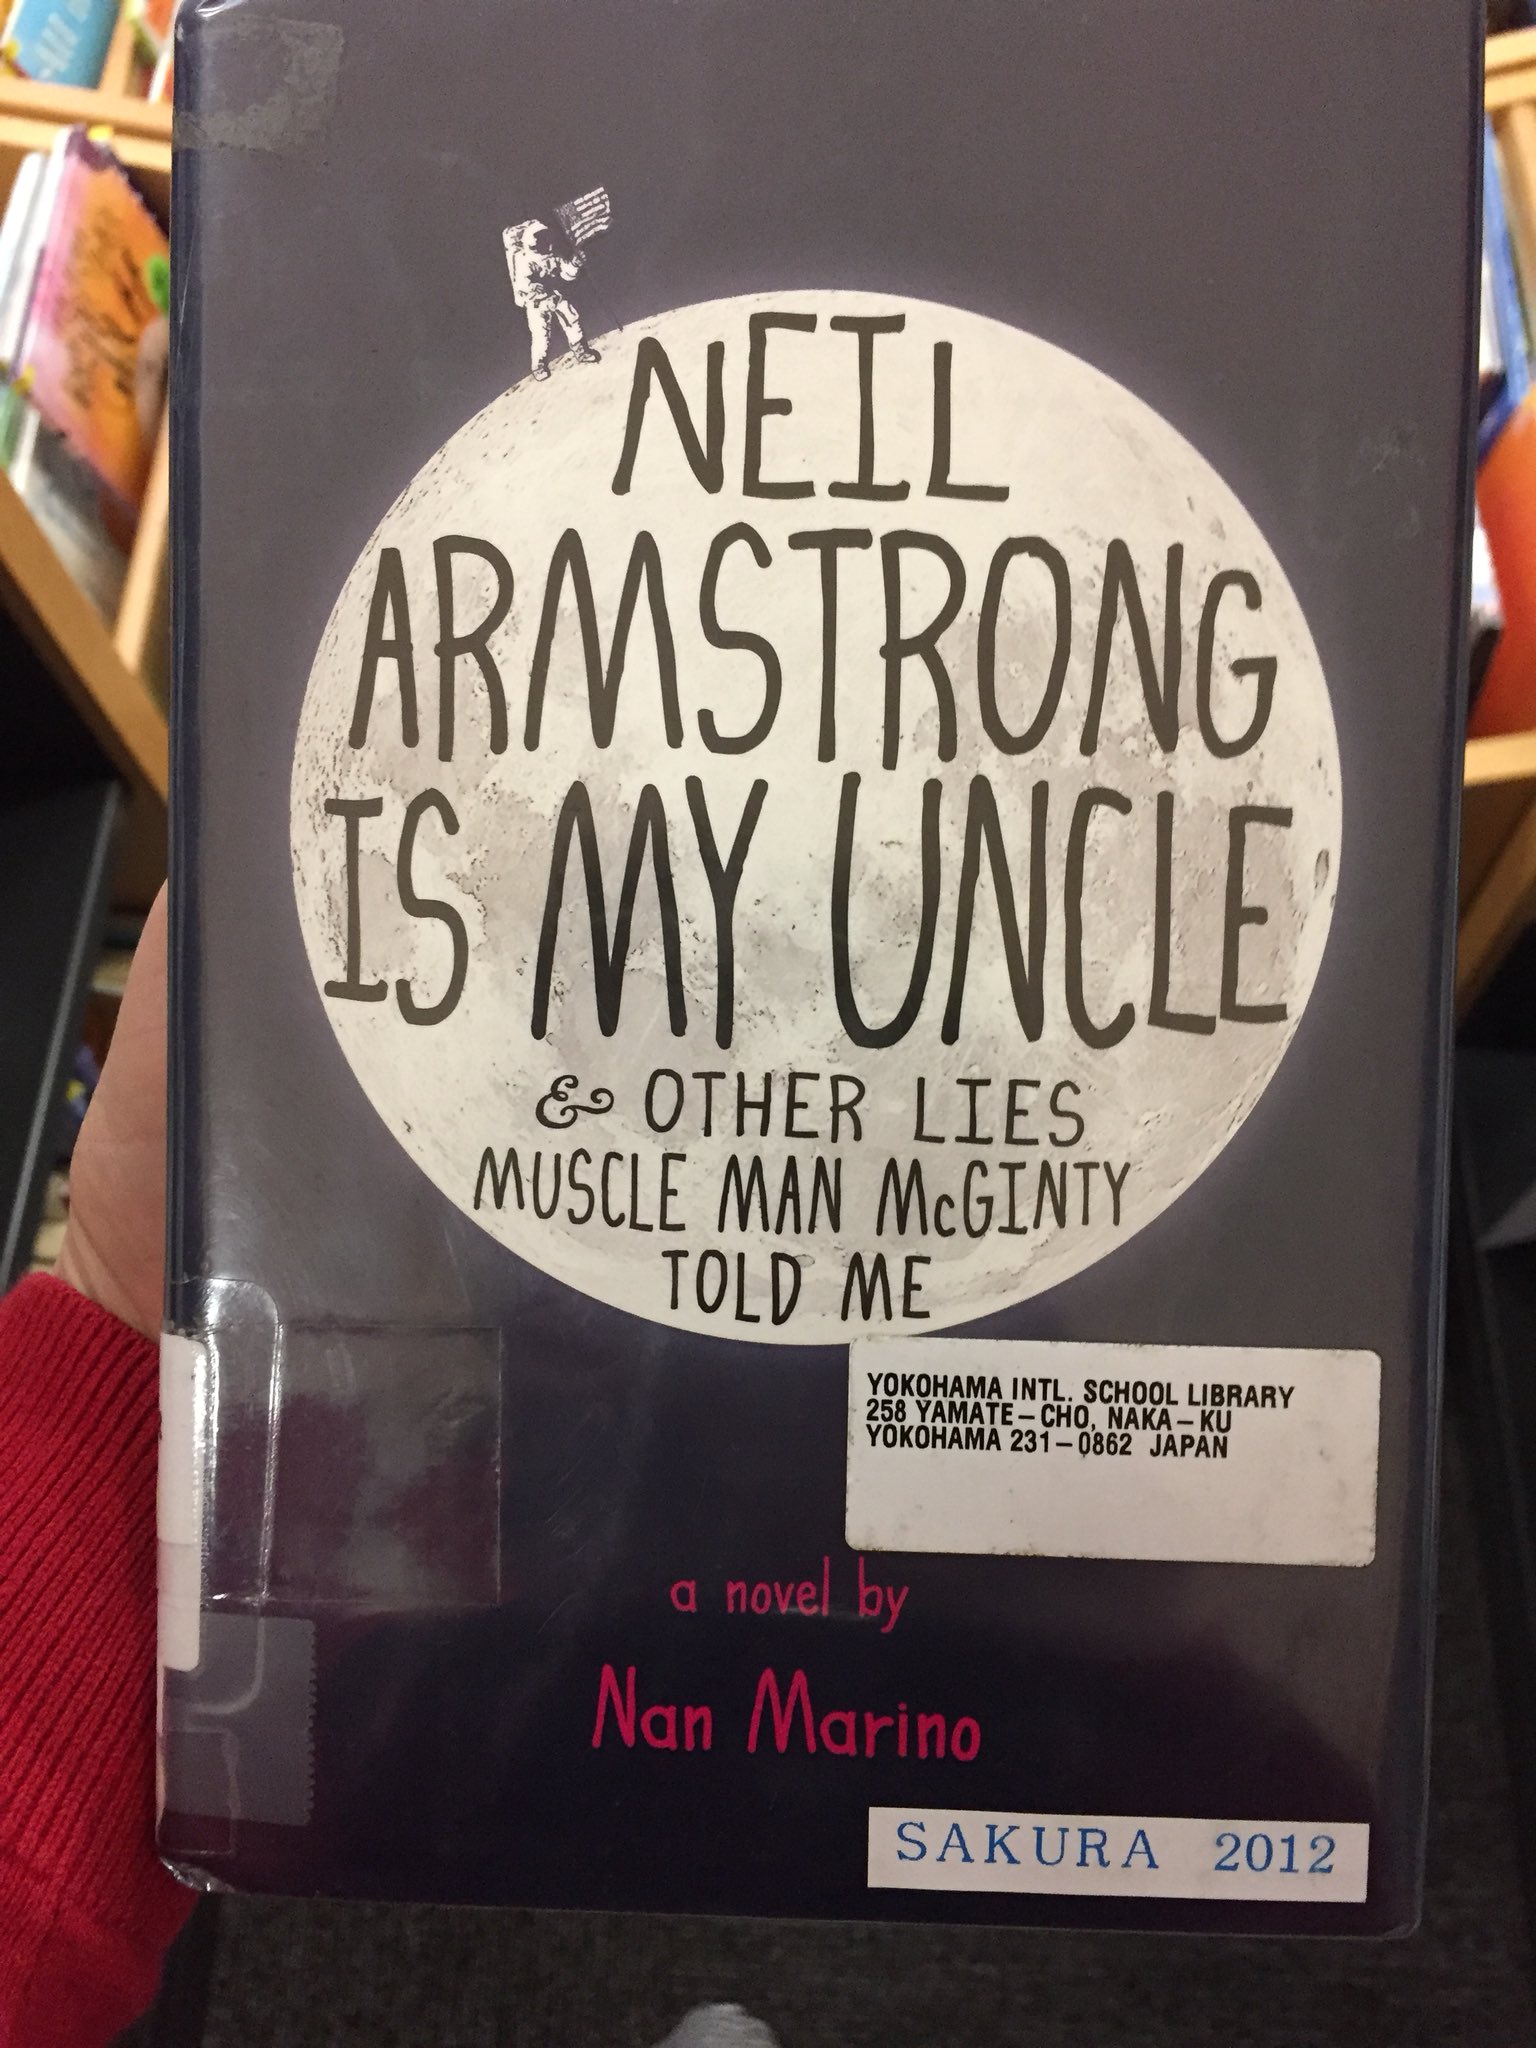 NEIL
ARMSTRONG
IS MY UNCLE
& OTHER LIES
MUSCLE MAN McGINTY
TOLD ME
YOKOHAMA INTL. SCHOOL LIBRARY
258 YAMATE-CHO, NAKA-KU
YOKOHAMA 231-0862 JAPAN
a novel by
Nan Marino
SAKURA 2012